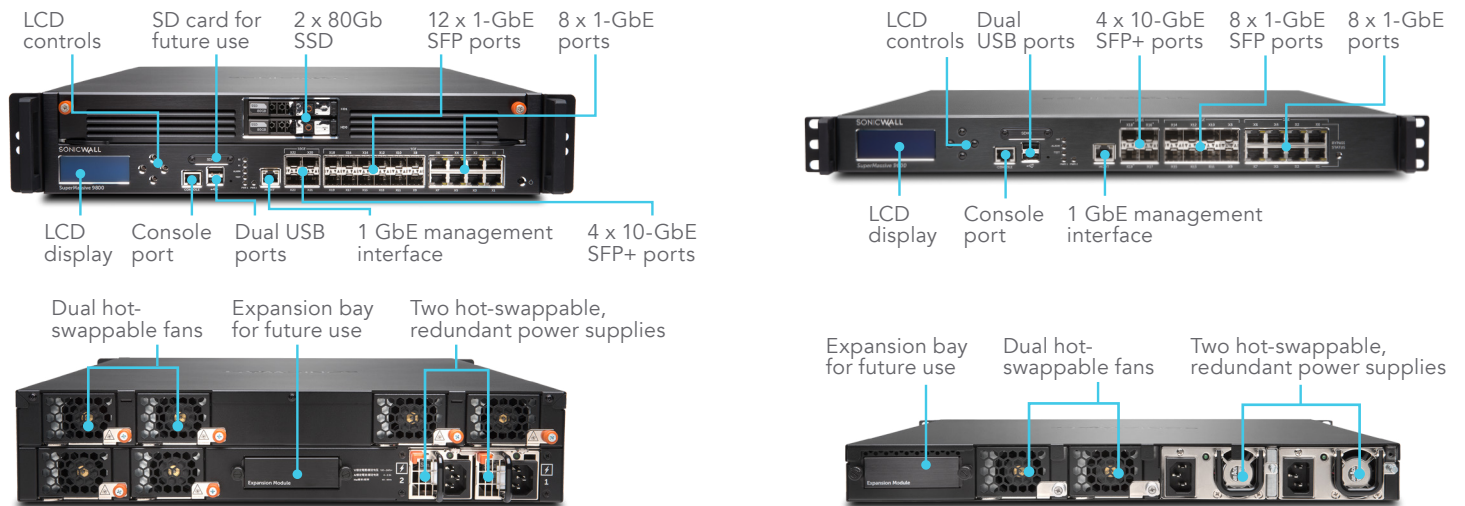 LCD
controls
SD card for
future use
2 x 80Gb
SSD
12 x 1-GbE
SFP ports
8 x 1-GbE
ports
SONICWALL
SuperMassive 9800
LCD
display
Console
port
Dual USB
ports
1 GbE management
interface
4 x 10-GbE
SFP+ ports
Dual hot-
swappable fans
Expansion bay
for future use
Two hot-swappable,
redundant power supplies
Expansion Module
2
1
LCD
controls
Dual
USB ports
4 x 10-GbE
SFP+ ports
8 x 1-GbE
SFP ports
8 x 1-GbE
ports
SONICWALL
LCD
display
Console
port
1 GbE management
interface
Expansion bay
for future use
Dual hot-
swappable fans
Two hot-swappable,
redundant power supplies
Expansion Module